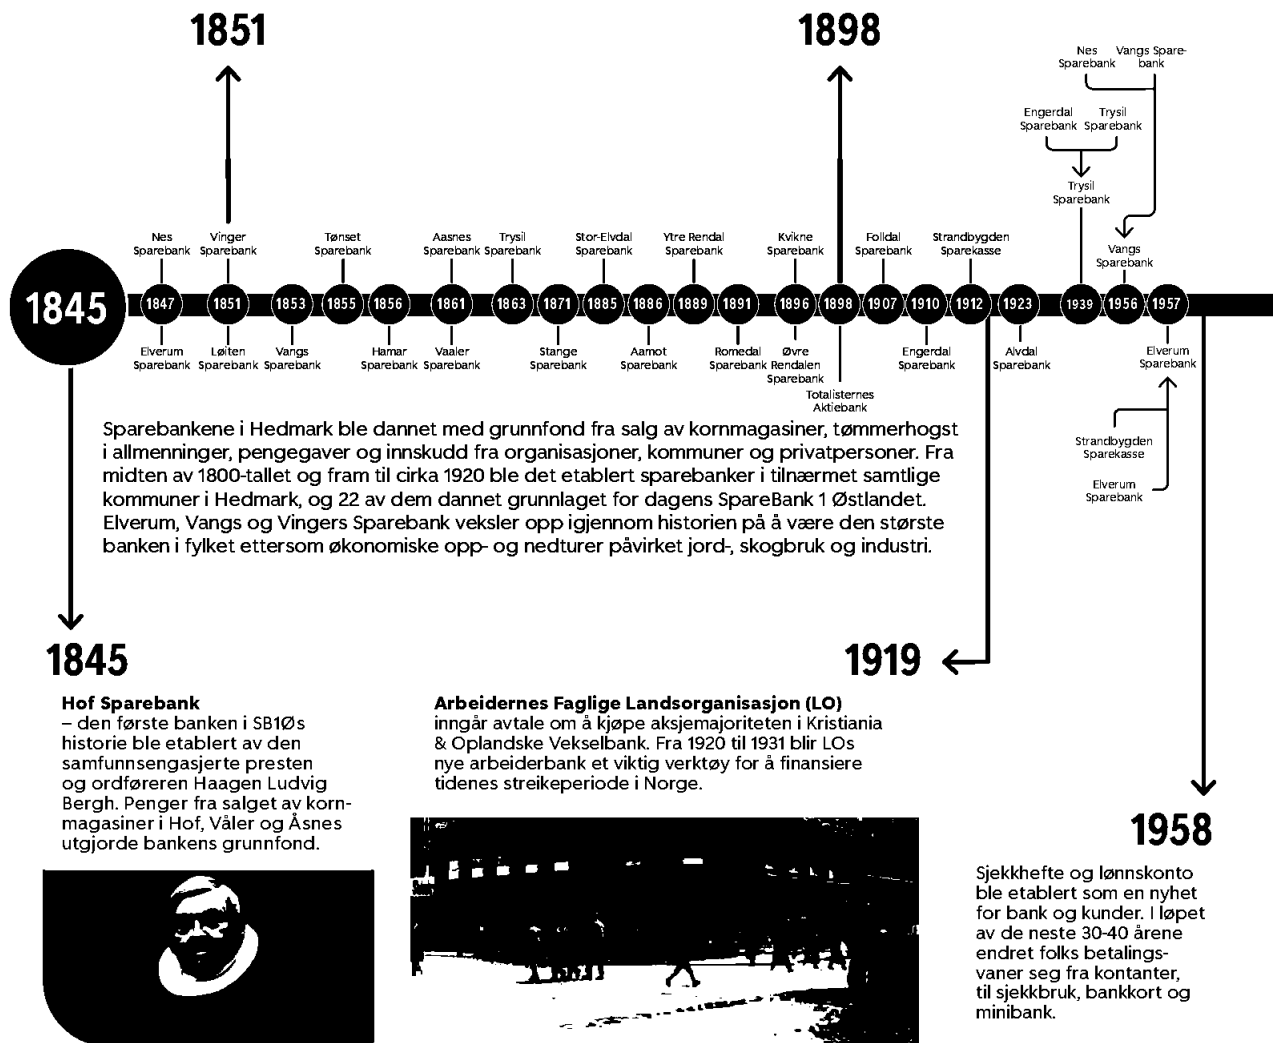 1851
1898
Nes
Sparebank
Vangs Spare-
bank
Engerdal
Sparebank
Trysil
Sparebank
Trysil
Sparebank
Vangs
Sparebank
Nes
Sparebank
Vinger
Sparebank
Tønset
Sparebank
Aasnes
Sparebank
Trysil
Sparebank
Stor-Elvdal
Sparebank
Ytre Rendal
Sparebank
Kvikne
Sparebank
Folldal
Sparebank
Strandbygden
Sparekasse
1845
1847
1851
1853
1855
1856
1861
1863
1871
1885
1886
1889
1891
1896
1898
1907
1910
1912
1923
1939
1956
1957
Elverum
Sparebank
Løiten
Sparebank
Vangs
Sparebank
Hamar
Sparebank
Vaaler
Sparebank
Stange
Sparebank
Aamot
Sparebank
Romedal
Sparebank
Øvre
Rendalen
Sparebank
Totalisternes
Aktiebank
Engerdal
Sparebank
Alvdal
Sparebank
Elverum
Sparebank
Strandbygden
Sparekasse
Elverum
Sparebank
Sparebankene i Hedmark ble dannet med grunnfond fra salg av kornmagasiner, tømmerhogst
i allmenninger, pengegaver og innskudd fra organisasjoner, kommuner og privatpersoner. Fra
midten av 1800-tallet og fram til cirka 1920 ble det etablert sparebanker i tilnærmet samtlige
kommuner i Hedmark, og 22 av dem dannet grunnlaget for dagens SpareBank 1 Østlandet.
Elverum, Vangs og Vingers Sparebank veksler opp igjennom historien på å være den største
banken i fylket ettersom økonomiske opp- og nedturer påvirket jord-, skogbruk og industri.
1845
Hof Sparebank
– den første banken i SB1Øs
historie ble etablert av den
samfunnsengasjerte presten
og ordføreren Haagen Ludvig
Bergh. Penger fra salget av korn-
magasiner i Hof, Våler og Åsnes
utgjorde bankens grunnfond.
1919
Arbeidernes Faglige Landsorganisasjon (LO)
inngår avtale om å kjøpe aksjemajoriteten i Kristiania
& Oplandske Vekselbank. Fra 1920 til 1931 blir LOs
nye arbeiderbank et viktig verktøy for å finansiere
tidenes streikeperiode i Norge.
1958
Sjekkhefte og lønnskonto
ble etablert som en nyhet
for bank og kunder. I løpet
av de neste 30-40 årene
endret folks betalings-
vaner seg fra kontanter,
til sjekkbruk, bankkort og
minibank.